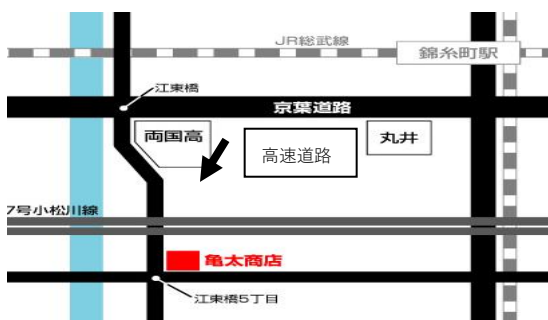 JR総武線
錦糸町駅
江東橋
京葉道路
両国高
高速道路
丸井
7号小松川線
亀太商店
江東橋5丁目